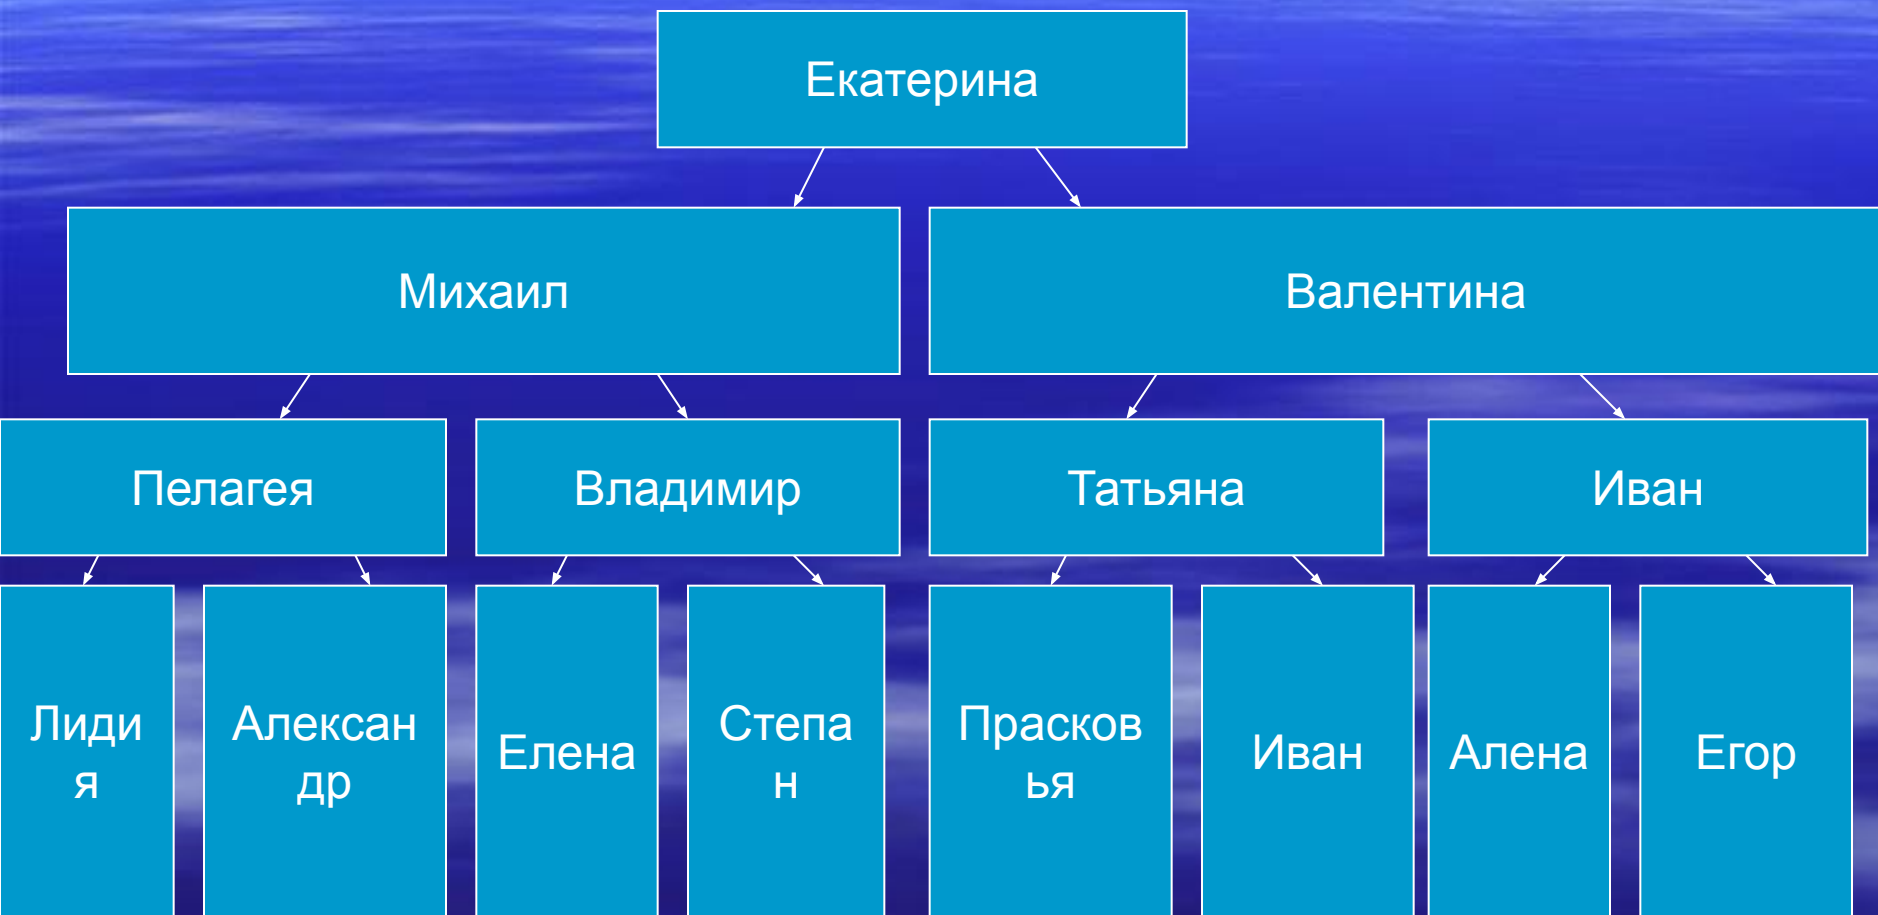 Екатерина
Михаил
Валентина
Пелагея
Владимир
Татьяна
Иван
Лиди
я
Алексан
др
Елена
Степа
н
Прасков
ья
Иван
Алена
Егор